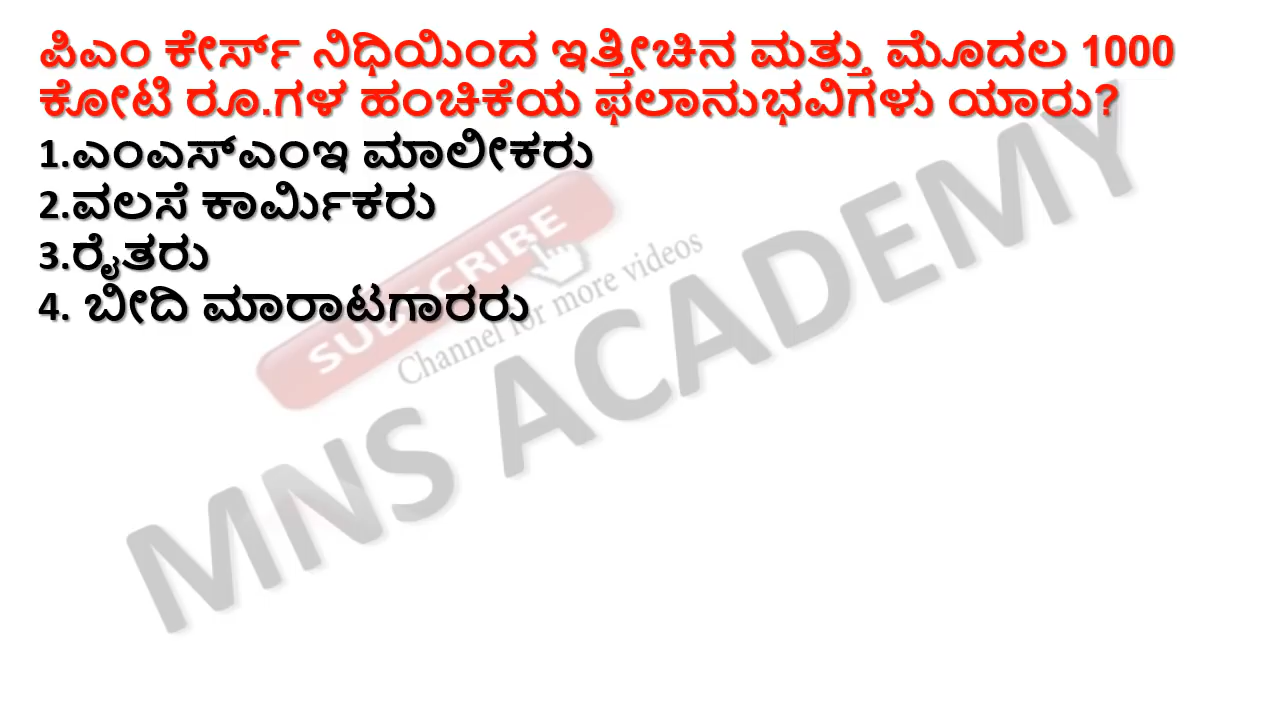 ಪಿಎಂ ಕೇರ್ಸ್ ನಿಧಿಯಿಂದ ಇತ್ತೀಚಿನ ಮತ್ತು ಮೊದಲ 1000
ಕೋಟಿ ರೂ.ಗಳ ಹಂಚಿಕೆಯ ಫಲಾನುಭವಿಗಳು ಯಾರು?
1.ಎಂಎಸ್ಎಂಇ ಮಾಲೀಕರು
2.ವಲಸೆ ಕಾರ್ಮಿಕರು
3.ರೈತರು
4. ಬೀದಿ ಮಾರಾಟಗಾರರು
SUBSCRIBE
Channel for more videos
MNS ACADEMY